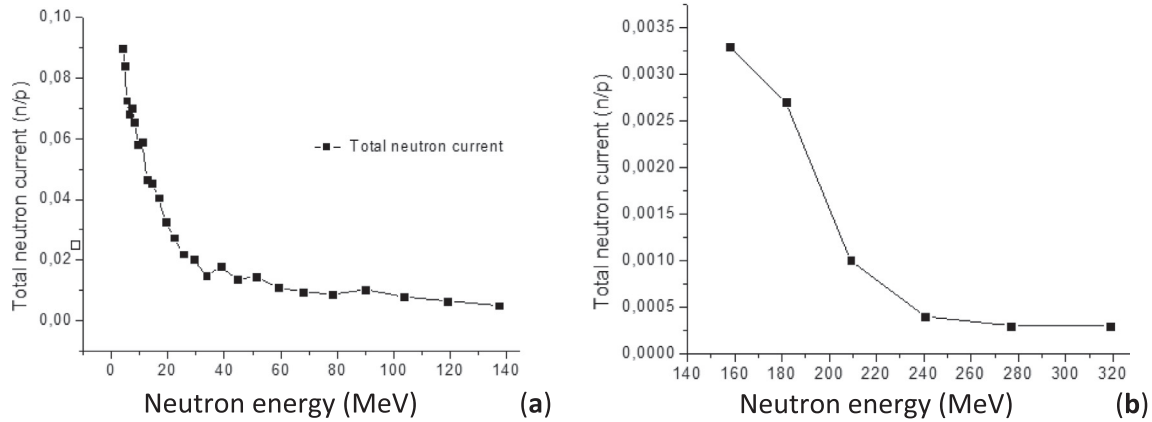 0,10
0,08
0,06
0,04
0,02
0,00
Total neutron current (n/p)
Total neutron current
0 20 40 60 80 100 120 140
Neutron energy (MeV) (a)
0,0035
0,0030
0,0025
0,0020
0,0015
0,0010
0,0005
0,0000
Total neutron current (n/p)
140 160 180 200 220 240 260 280 300 320
Neutron energy (MeV) (b)